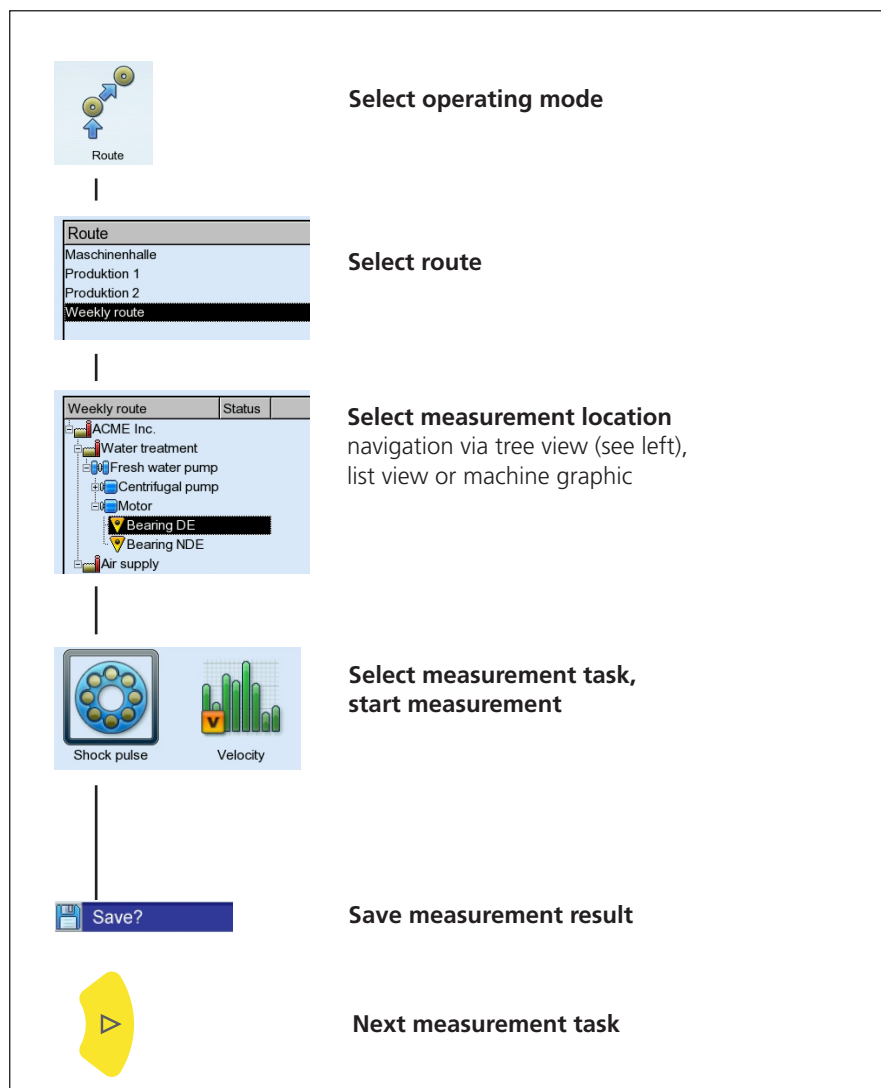 Select operating mode
Route
Route
Maschinenhalle
Produktion 1
Produktion 2
Weekly route
Select route
Weekly route Status
ACME Inc.
Water treatment
Fresh water pump
Centrifugal pump
Motor
Bearing DE
Bearing NDE
Air supply
Select measurement location
navigation via tree view (see left),
list view or machine graphic
V
Shock pulse Velocity
Select measurement task,
start measurement
Save?
Save measurement result
Next measurement task